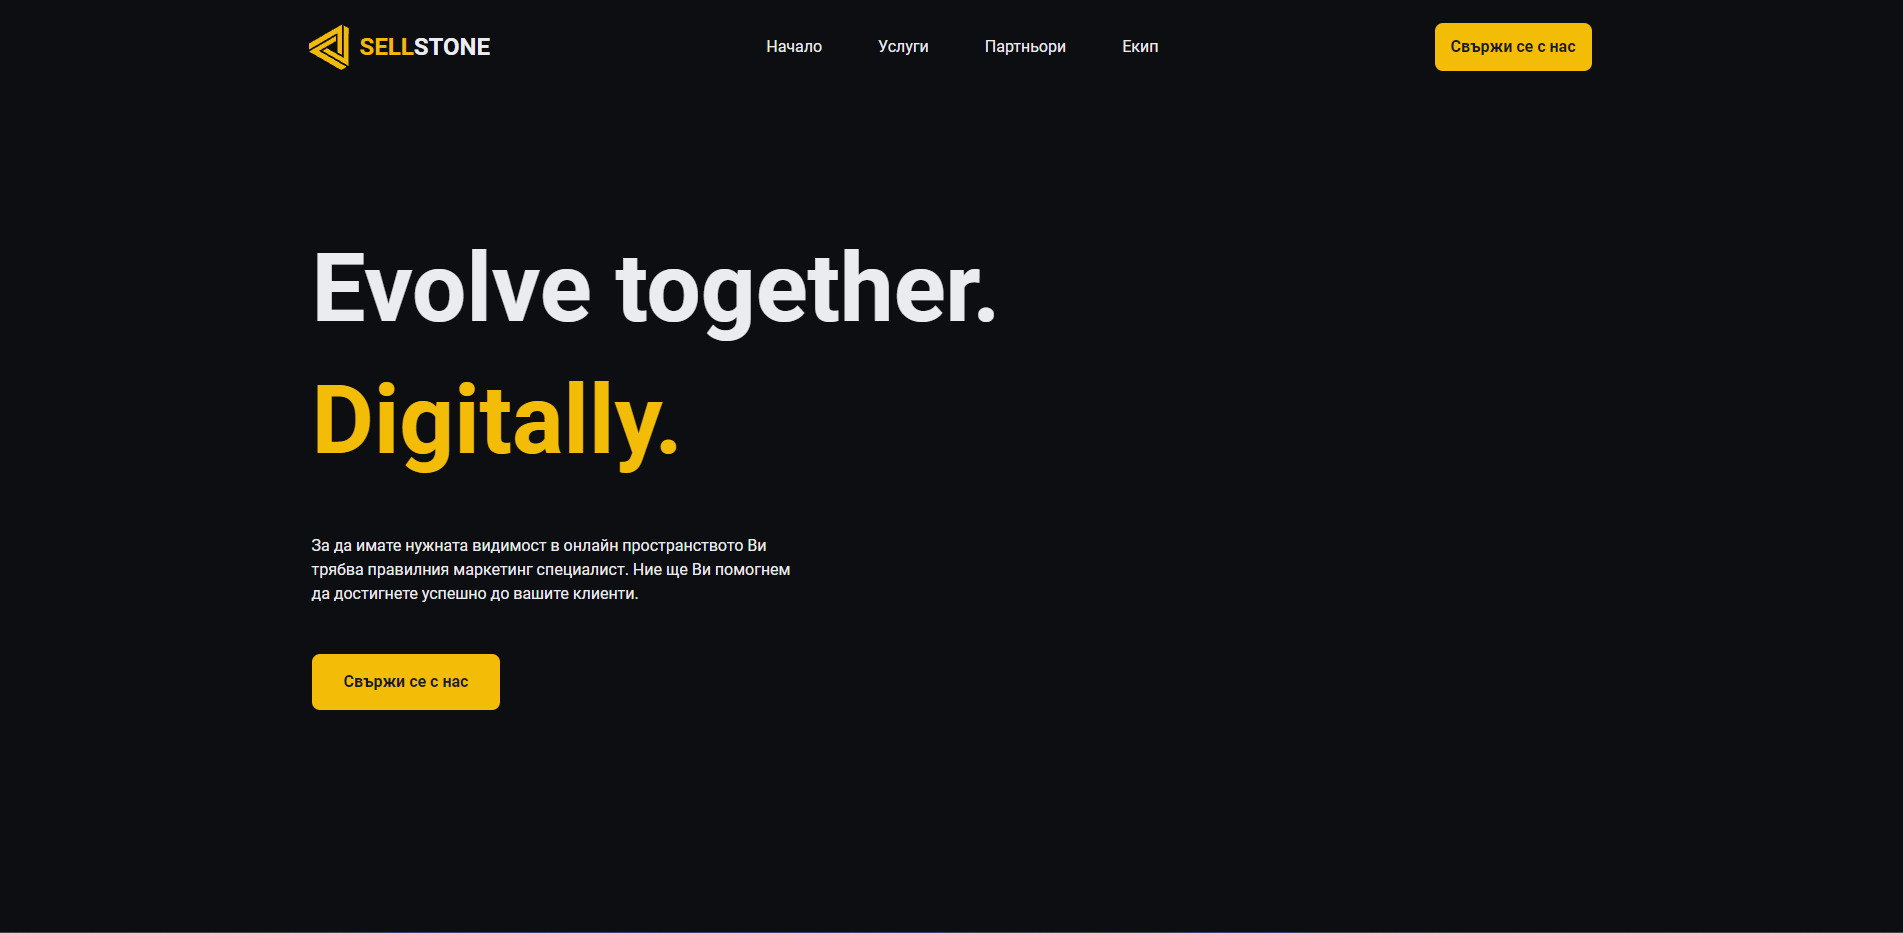 SELLSTONE
Начало
Услуги
Партньори
Екип
Свържи се с нас
Evolve together.
Digitally.
За да имате нужната видимост в онлайн пространството Ви
трябва правилния маркетинг специалист. Ние ще Ви помогнем
да достигнете успешно до вашите клиенти.
Свържи се с нас